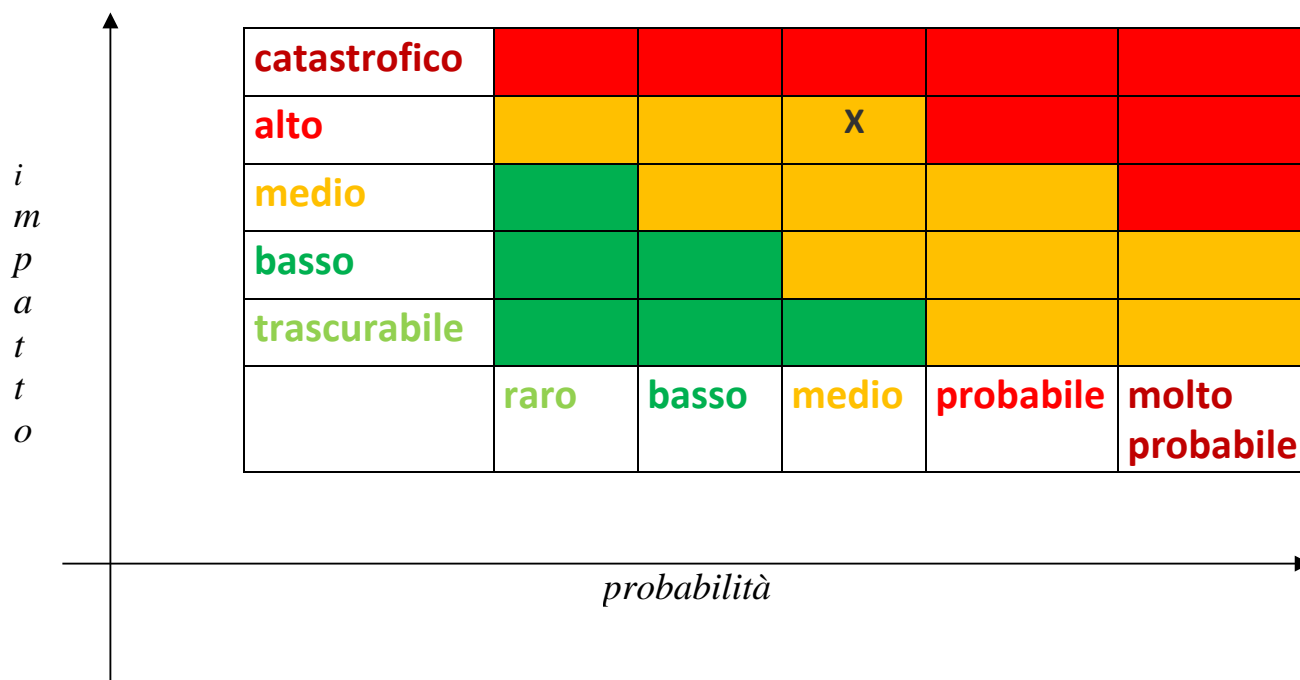 catastrofico
alto
X
medio
basso
trascurabile
raro
basso
medio
probabile
molto
probabile
i
m
p
a
t
t
o
probabilità